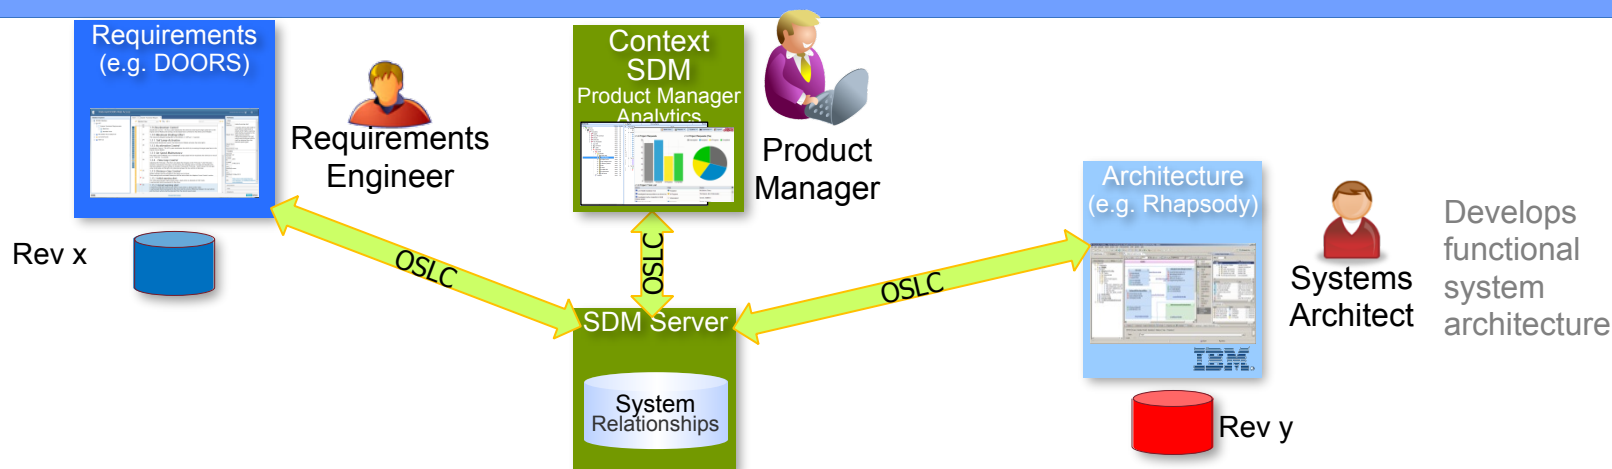 Requirements
(e.g. DOORS)
Requirements
Engineer
Rev x
Context
SDM
Product Manager
Analytics
Product
Manager
OSLC
OSLC
OSLC
SDM Server
System
Relationships
Architecture
(e.g. Rhapsody)
IBM.
Systems
Architect
Develops
functional
system
architecture
Rev y